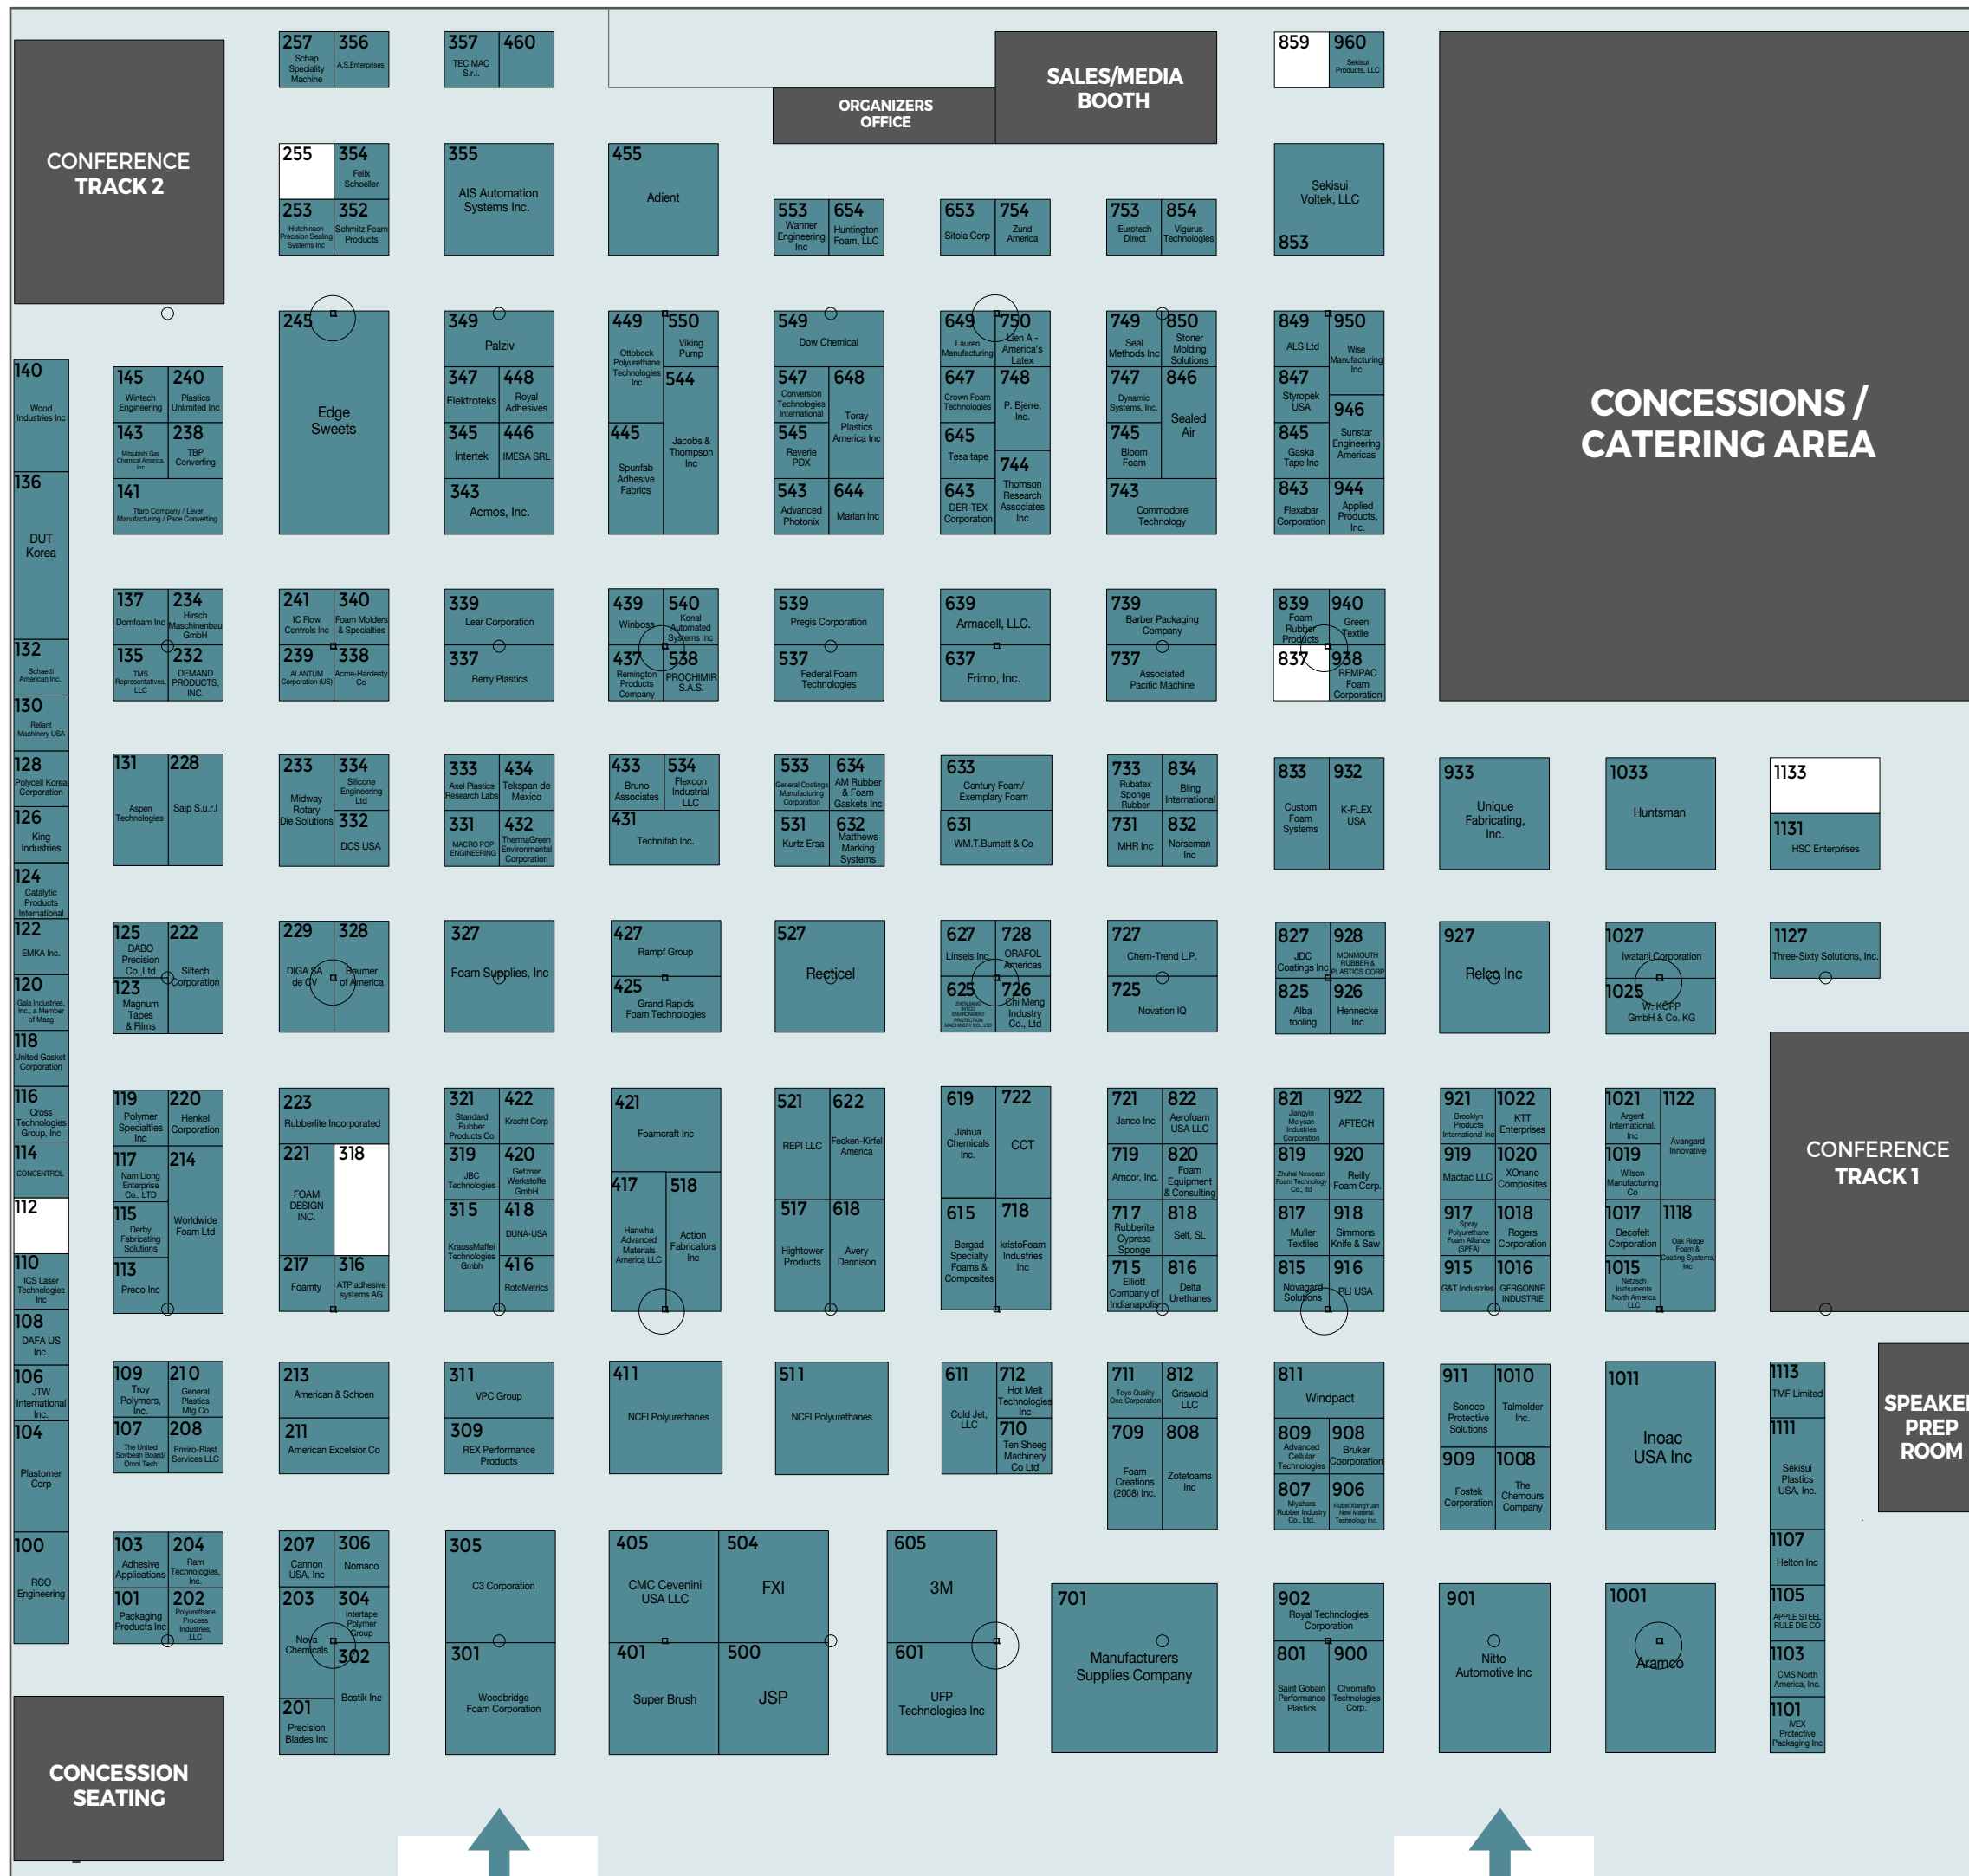 257
Schap
Speciality
Machine
356
A.S.Enterprises
357
TEC MAC
S.r.l.
460
SALES/MEDIA
BOOTH
ORGANIZERS
OFFICE
859
960
Sekisui
Products, LLC
CONFERENCE
TRACK 2
255
354
Felix
Schoeller
253
Hutchinson
Precision Sealing
Systems Inc
352
Schmitz Foam
Products
355
AIS Automation
Systems Inc.
455
Adient
553
Wanner
Engineering
Inc
654
Huntington
Foam, LLC
653
Sitola Corp
754
Zund
America
753
Eurotech
Direct
854
Vigurus
Technologies
Sekisui
Voltek, LLC
853
CONCESSIONS /
CATERING AREA
140
Wood
Industries Inc
136
DUT
Korea
132
Schaetti
American Inc.
130
Reliant
Machinery USA
128
Polycell Korea
Corporation
126
King
Industries
124
Catalytic
Products
International
122
EMKA Inc.
120
Gala Industries,
Inc., a Member
of Maag
118
United Gasket
Corporation
116
Cross
Technologies
Group, Inc
114
CONCENTROL
112
110
ICS Laser
Technologies
Inc
108
DAFA US
Inc.
106
JTW
International
Inc.
104
Plastomer
Corp
100
RCO
Engineering
145
Wintech
Engineering
240
Plastics
Unlimited Inc
143
Mitsubishi Gas
Chemical America,
Inc
238
TBP
Converting
141
Ttarp Company / Lever
Manufacturing / Pace Converting
245
Edge
Sweets
349
Palziv
347
Elektroteks
448
Royal
Adhesives
345
Intertek
446
IMESA SRL
343
Acmos, Inc.
449
Ottobock
Polyurethane
Technologies
Inc
550
Viking
Pump
544
Jacobs &
Thompson
Inc
445
Spunfab
Adhesive
Fabrics
549
Dow Chemical
547
Conversion
Technologies
International
648
Toray
Plastics
America Inc
545
Reverie
PDX
543
Advanced
Photonix
644
Marian Inc
649
Lauren
Manufacturing
750
Lien A -
America's
Latex
647
Crown Foam
Technologies
748
P. Bjerre,
Inc.
645
Tesa tape
744
Thomson
Research
Associates
Inc
643
DER-TEX
Corporation
749
Seal
Methods Inc
850
Stoner
Molding
Solutions
747
Dynamic
Systems, Inc.
846
Sealed
Air
745
Bloom
Foam
743
Commodore
Technology
849
ALS Ltd
950
Wise
Manufacturing
Inc
847
Styropek
USA
946
Sunstar
Engineering
Americas
845
Gaska
Tape Inc
843
Flexabar
Corporation
944
Applied
Products,
Inc.
137
Domfoam Inc
234
Hirsch
Maschinenbau
GmbH
135
TMS
Representatives,
LLC
232
DEMAND
PRODUCTS,
INC.
241
IC Flow
Controls Inc
340
Foam Molders
& Specialties
239
ALANTUM
Corporation (US)
338
Acme-Hardesty
Co
339
Lear Corporation
337
Berry Plastics
439
Winboss
540
Konal
Automated
Systems Inc
437
Remington
Products
Company
538
PROCHIMIR
S.A.S.
539
Pregis Corporation
537
Federal Foam
Technologies
639
Armacell, LLC.
637
Frimo, Inc.
739
Barber Packaging
Company
737
Associated
Pacific Machine
839
Foam
Rubber
Products
940
Green
Textile
837
938
REMPAC
Foam
Corporation
131
Aspen
Technologies
228
Saip S.u.r.l
233
Midway
Rotary
Die Solutions
334
Silicone
Engineering
Ltd
332
DCS USA
333
Axel Plastics
Research Labs
434
Tekspan de
Mexico
331
MACRO POP
ENGINEERING
432
ThermaGreen
Environmental
Corporation
433
Bruno
Associates
534
Flexcon
Industrial
LLC
431
Technifab Inc.
533
General Coatings
Manufacturing
Corporation
634
AM Rubber
& Foam
Gaskets Inc
531
Kurtz Ersa
632
Matthews
Marking
Systems
633
Century Foam/
Exemplary Foam
631
WM.T.Burnett & Co
733
Rubatex
Sponge
Rubber
834
Bling
International
731
MHR Inc
832
Norseman
Inc
833
Custom
Foam
Systems
932
K-FLEX
USA
933
Unique
Fabricating,
Inc.
1033
Huntsman
1133
1131
HSC Enterprises
125
DABO
Precision
Co.,Ltd
222
Siltech
Corporation
123
Magnum
Tapes
& Films
229
DIGA SA
de CV
328
Baumer
of America
327
Foam Supplies, Inc
427
Rampf Group
425
Grand Rapids
Foam Technologies
527
Recticel
627
Linseis Inc.
728
ORAFOL
Americas
625
ZHENJIANG
INTCO
ENVIRONMENT
PROTECTION
MACHINERY CO., LTD
726
Chi Meng
Industry
Co., Ltd
727
Chem-Trend L.P.
725
Novation IQ
827
JDC
Coatings Inc
928
MONMOUTH
RUBBER &
PLASTICS CORP
825
Alba
tooling
926
Hennecke
Inc
927
Relco Inc
1027
Iwatani Corporation
1025
W. KÖPP
GmbH & Co. KG
1127
Three-Sixty Solutions, Inc.
CONFERENCE
TRACK 1
119
Polymer
Specialties
Inc
220
Henkel
Corporation
117
Nam Liong
Enterprise
Co., LTD
214
Worldwide
Foam Ltd
115
Derby
Fabricating
Solutions
113
Preco Inc
223
Rubberlite Incorporated
221
FOAM
DESIGN
INC.
318
217
Foamty
316
ATP adhesive
systems AG
321
Standard
Rubber
Products Co
422
Kracht Corp
319
JBC
Technologies
420
Getzner
Werkstoffe
GmbH
315
KraussMaffei
Technologies
Gmbh
418
DUNA-USA
416
RotoMetrics
421
Foamcraft Inc
417
Hanwha
Advanced
Materials
America LLC
518
Action
Fabricators
Inc
521
REPI LLC
622
Fecken-Kirfel
America
517
Hightower
Products
618
Avery
Dennison
619
Jiahua
Chemicals
Inc.
722
CCT
615
Bergad
Specialty
Foams &
Composites
718
kristoFoam
Industries
Inc
721
Janco Inc
822
Aerofoam
USA LLC
719
Amcor, Inc.
820
Foam
Equipment
& Consulting
717
Rubberite
Cypress
Sponge
818
Self, SL
715
Elliott
Company of
Indianapolis
816
Delta
Urethanes
821
Jiangyin
Meiyuan
Industries
Corporation
922
AFTECH
819
Zhuhai Newocean
Foam Technology
Co., ltd
920
Reilly
Foam Corp.
817
Muller
Textiles
918
Simmons
Knife & Saw
815
Novagard
Solutions
916
PLI USA
921
Brooklyn
Products
International Inc
1022
KTT
Enterprises
919
Mactac LLC
1020
XOnano
Composites
917
Spray
Polyurethane
Foam Alliance
(SPFA)
1018
Rogers
Corporation
915
G&T Industries
1016
GERGONNE
INDUSTRIE
1021
Argent
International,
Inc
1122
Avangard
Innovative
1019
Wilson
Manufacturing
Co
1017
Decofelt
Corporation
1118
Oak Ridge
Foam &
Coating Systems,
Inc
1015
Netzsch
Instruments
North America
LLC
109
Troy
Polymers,
Inc.
210
General
Plastics
Mfg Co
107
The United
Soybean Board/
Omni Tech
208
Enviro-Blast
Services LLC
213
American & Schoen
211
American Excelsior Co
311
VPC Group
309
REX Performance
Products
411
NCFI Polyurethanes
511
NCFI Polyurethanes
611
Cold Jet,
LLC
712
Hot Melt
Technologies
Inc
710
Ten Sheeg
Machinery
Co Ltd
711
Toyo Quality
One Corporation
812
Griswold
LLC
709
Foam
Creations
(2008) Inc.
808
Zotefoams
Inc
811
Windpact
809
Advanced
Cellular
Technologies
908
Bruker
Coorporation
807
Miyahara
Rubber Industry
Co., Ltd.
906
Hubei XiangYuan
New Material
Technology Inc.
911
Sonoco
Protective
Solutions
1010
Talmolder
Inc.
909
Fostek
Corporation
1008
The
Chemours
Company
1011
Inoac
USA Inc
1113
TMF Limited
1111
Sekisui
Plastics
USA, Inc.
1107
Helton Inc
1105
APPLE STEEL
RULE DIE CO
1103
CMS North
America, Inc.
1101
iVEX
Protective
Packaging Inc
SPEAKE
PREP
ROOM
103
Adhesive
Applications
204
Ram
Technologies,
Inc.
101
Packaging
Products Inc
202
Polyurethane
Process
Industries,
LLC
207
Cannon
USA, Inc
306
Nomaco
203
Nova
Chemicals
304
Intertape
Polymer
Group
302
Bostik Inc
201
Precision
Blades Inc
305
C3 Corporation
301
Woodbridge
Foam Corporation
405
CMC Cevenini
USA LLC
504
FXI
401
Super Brush
500
JSP
605
3M
601
UFP
Technologies Inc
701
Manufacturers
Supplies Company
902
Royal Technologies
Corporation
801
Saint Gobain
Performance
Plastics
900
Chromaflo
Technologies
Corp.
901
Nitto
Automotive Inc
1001
Aramco
CONCESSION
SEATING